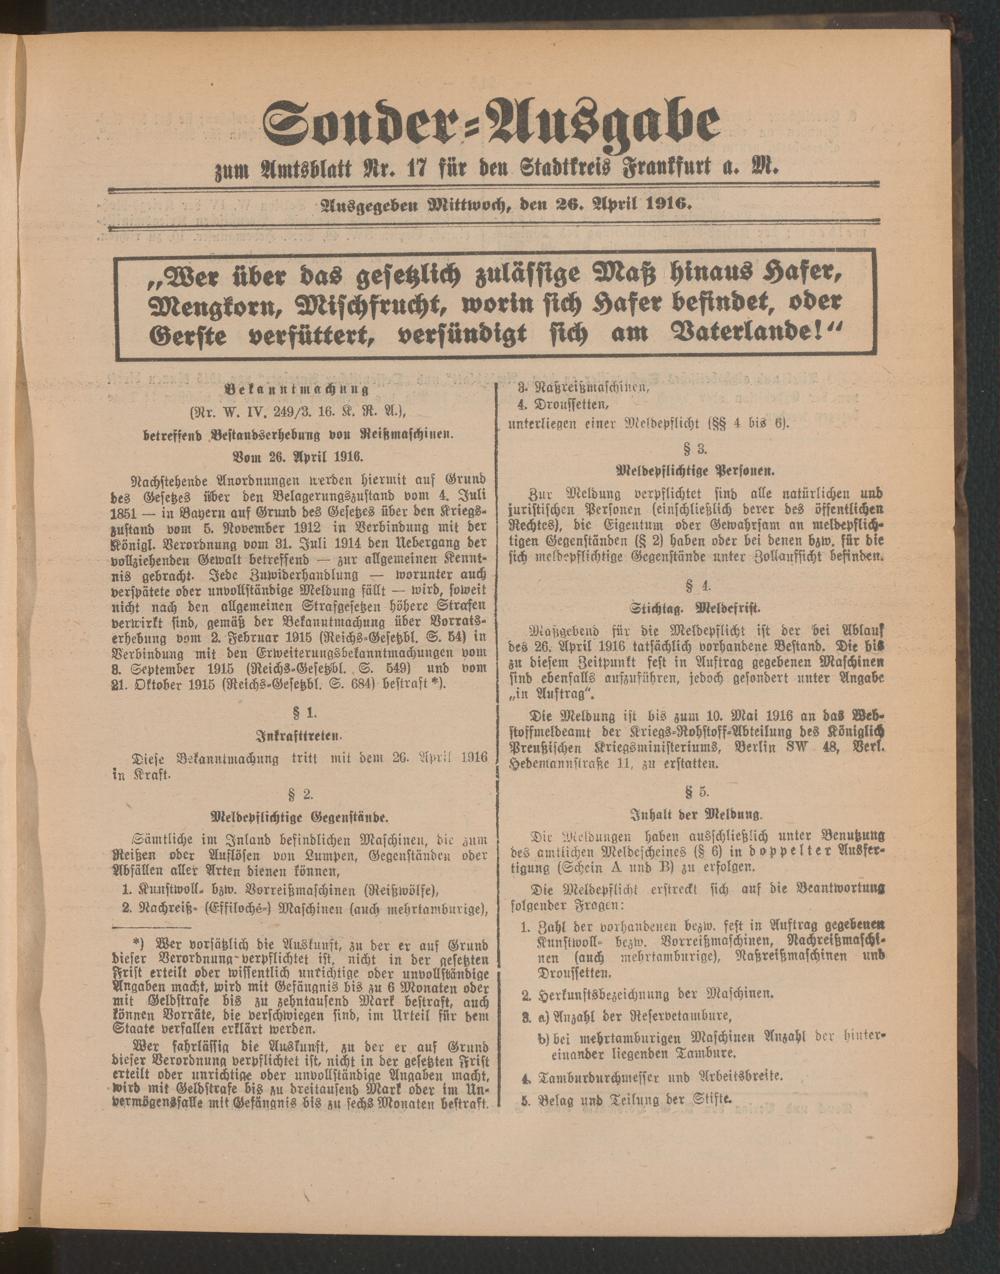 Sonder-Ausgabe
zum Amtsblatt Nr. 17 für den Stadtkreis Frankfurt a. M.
Ausgegeben Mittwoch, den 26. April 1916.
„Wer über das gesetzlich zulässige Maß hinaus Hafer,
Mengkorn, Mischfrucht, worin sich Hafer befindet, oder
Gerste verfüttert, versündigt sich am Vaterlande!“
Bekanntmachung
(Nr. W. IV. 249/3. 16. K. R. A.),
betreffend Bestandserhebung von Reißmaschinen.
Vom 26. April 1916.
Nachstehende Anordnungen werden hiermit auf Grund
des Gesetzes über den Belagerungszustand vom 4. Juli
1851 — in Bayern auf Grund des Gesetzes über den Kriegs-
zustand vom 5. November 1912 in Verbindung mit der
Königl. Verordnung vom 31. Juli 1914 den Uebergang der
vollziehenden Gewalt betreffend — zur allgemeinen Kennt-
nis gebracht. Jede Zuwiderhandlung — worunter auch
verspätete oder unvollständige Meldung fällt — wird, soweit
nicht nach den allgemeinen Strafgesetzen höhere Strafen
verwirkt sind, gemäß der Bekanntmachung über Vorrats-
erhebung vom 2. Februar 1915 (Reichs-Gesetzbl. S. 54) in
Verbindung mit den Erweiterungsbekanntmachungen vom
3. September 1915 (Reichs-Gesetzbl. S. 549) und vom
21. Oktober 1915 (Reichs-Gesetzbl. S. 684) bestraft *).
§ 1.
Inkrafttreten.
Diese Bekanntmachung tritt mit dem 26. April 1916
in Kraft.
§ 2.
Meldepflichtige Gegenstände.
Sämtliche im Inland befindlichen Maschinen, die zum
Reißen oder Auflösen von Lumpen, Gegenständen oder
Abfällen aller Arten dienen können,
1. Kunstwoll- bzw. Vorreißmaschinen (Reißwölfe),
2. Nachreiß- (Effiloché-) Maschinen (auch mehrtamburige),
*) Wer vorsätzlich die Auskunft, zu der er auf Grund
dieser Verordnung verpflichtet ist, nicht in der gesetzten
Frist erteilt oder wissentlich unrichtige oder unvollständige
Angaben macht, wird mit Gefängnis bis zu 6 Monaten oder
mit Geldstrafe bis zu zehntausend Mark bestraft, auch
können Vorräte, die verschwiegen sind, im Urteil für dem
Staate verfallen erklärt werden.
Wer fahrlässig die Auskunft, zu der er auf Grund
dieser Verordnung verpflichtet ist, nicht in der gesetzten Frist
erteilt oder unrichtige oder unvollständige Angaben macht,
wird mit Geldstrafe bis zu dreitausend Mark oder im Un-
vermögensfalle mit Gefängnis bis zu sechs Monaten bestraft.
3. Naßreißmaschinen,
4. Droussetten,
unterliegen einer Meldepflicht (§§ 4 bis 6).
§ 3.
Meldepflichtige Personen.
Zur Meldung verpflichtet sind alle natürlichen und
juristischen Personen (einschließlich derer des öffentlichen
Rechtes), die Eigentum oder Gewahrsam an meldepflich-
tigen Gegenständen (§ 2) haben oder bei denen bzw. für die
sich meldepflichtige Gegenstände unter Zollaufsicht befinden.
§ 4.
Stichtag. Meldefrist.
Maßgebend für die Meldepflicht ist der bei Ablauf
des 26. April 1916 tatsächlich vorhandene Bestand. Die bis
zu diesem Zeitpunkt fest in Auftrag gegebenen Maschinen
sind ebenfalls aufzuführen, jedoch gesondert unter Angabe
„in Auftrag“.
Die Meldung ist bis zum 10. Mai 1916 an das Web-
stoffmeldeamt der Kriegs-Rohstoff-Abteilung des Königlich
Preußischen Kriegsministeriums, Berlin SW 48, Verl.
Hedemannstraße 11, zu erstatten.
§ 5.
Inhalt der Meldung.
Die Meldungen haben ausschließlich unter Benutzung
des amtlichen Meldescheines (§ 6) in doppelter Ausfer-
tigung (Schein A und B) zu erfolgen.
Die Meldepflicht erstreckt sich auf die Beantwortung
folgender Fragen:
1. Zahl der vorhandenen bezw. fest in Auftrag gegebenen
Kunstwoll- bezw. Vorreißmaschinen, Nachreißmaschi-
nen (auch mehrtamburige), Naßreißmaschinen und
Droussetten.
2. Herkunftsbezeichnung der Maschinen.
3. a) Anzahl der Reservetambure,
b) bei mehrtamburigen Maschinen Anzahl der hinter-
einander liegenden Tambure.
4. Tamburdurchmesser und Arbeitsbreite.
5. Belag und Teilung der Stifte.